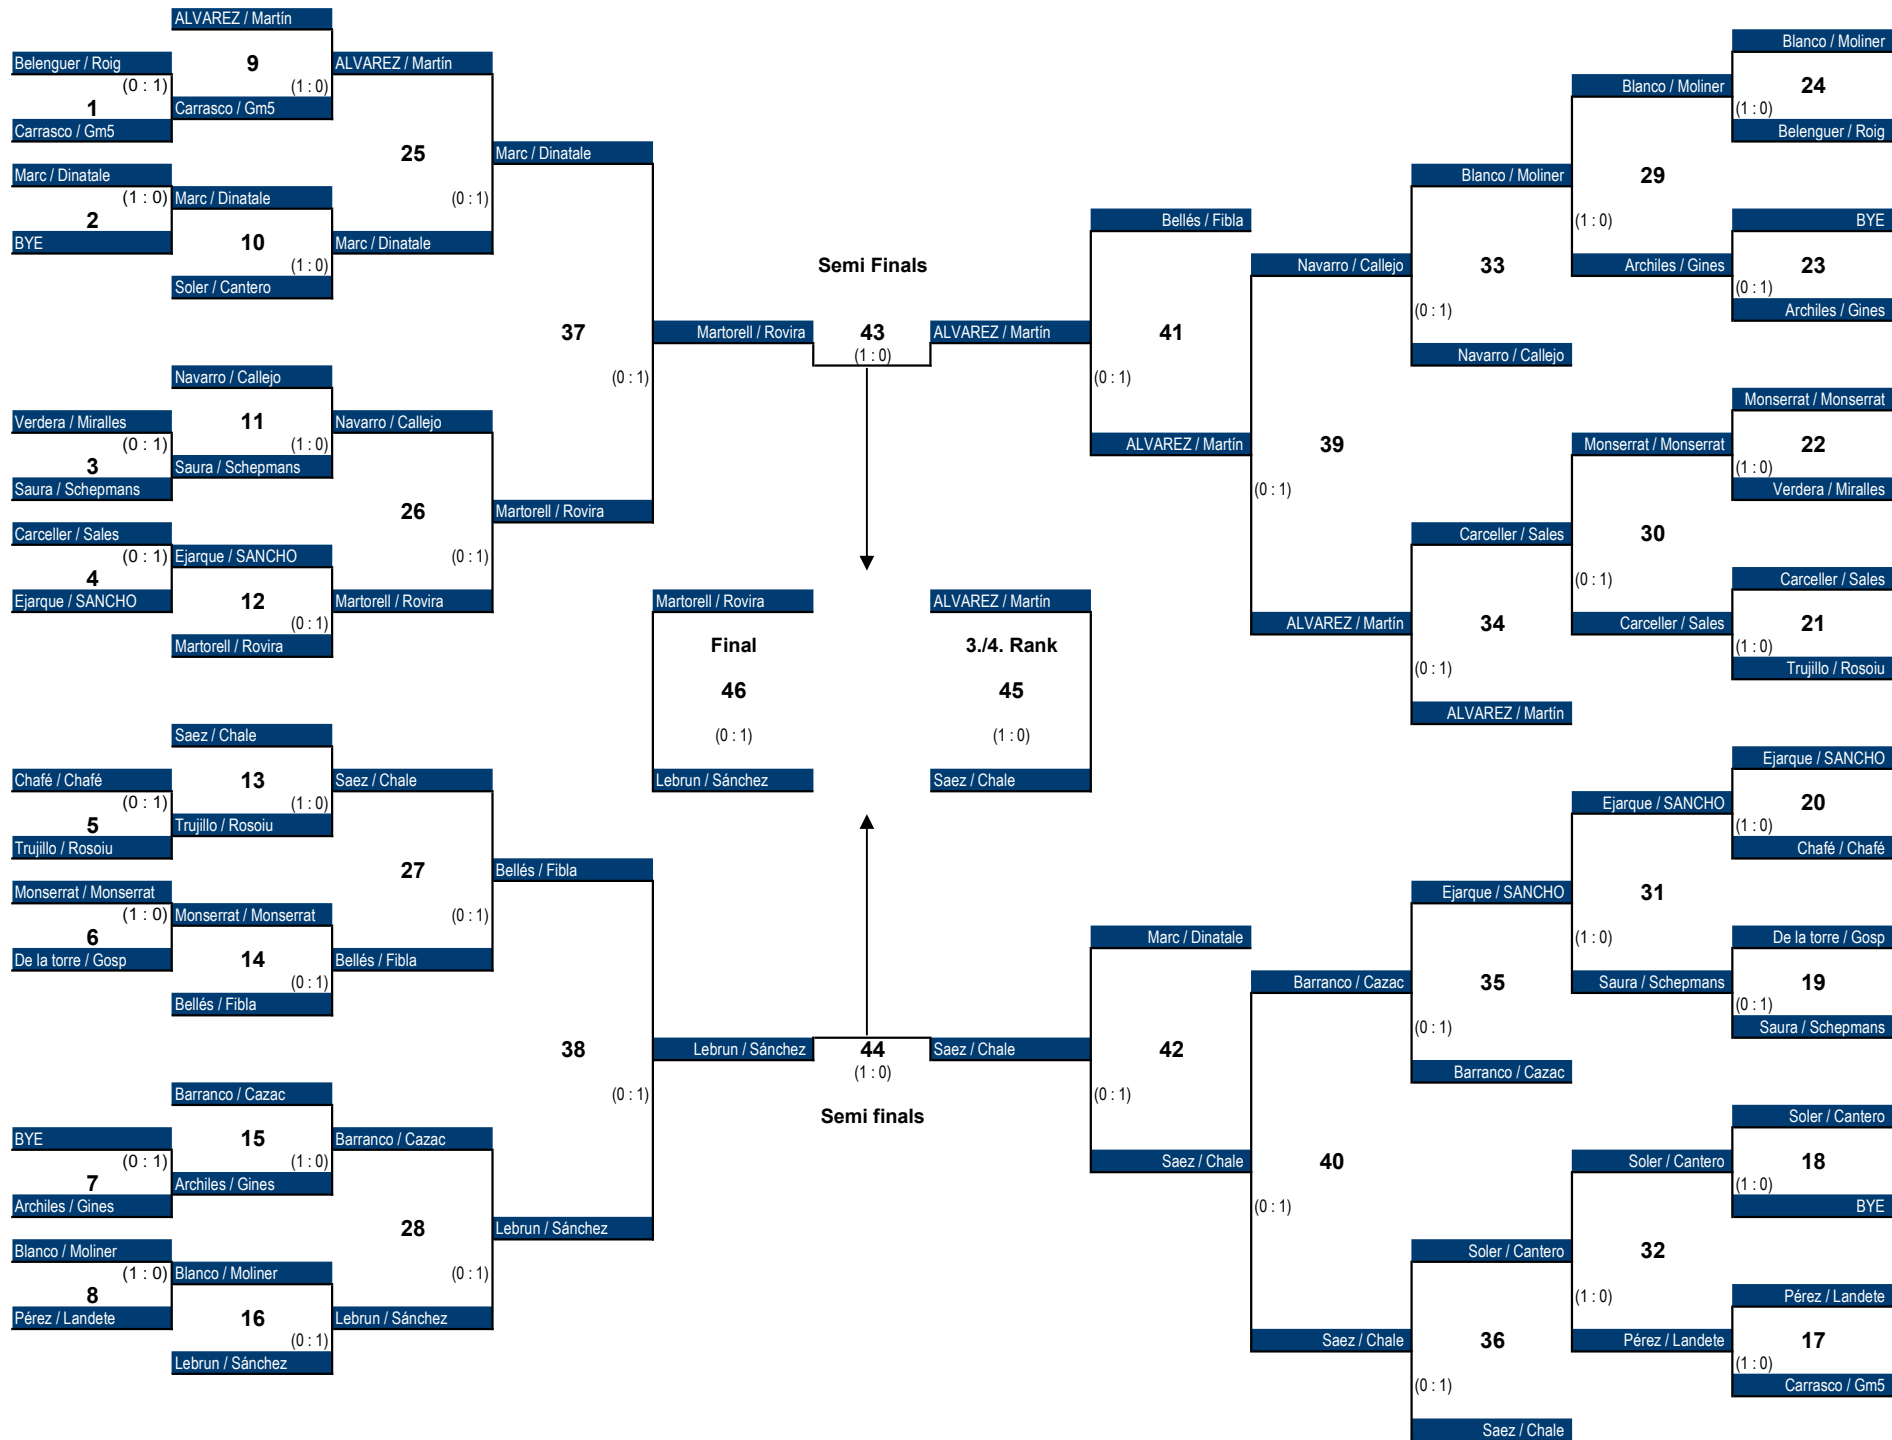 ALVAREZ / Martín
Belenguer / Roig
9
ALVAREZ / Martín
(0 : 1)
(1 : 0)
1
Carrasco / Gm5
Carrasco / Gm5
25
Marc / Dinatale
Marc / Dinatale
(1 : 0)
Marc / Dinatale
(0 : 1)
2
BYE
10
Marc / Dinatale
(1 : 0)
Soler / Cantero
37
(0 : 1)
Navarro / Callejo
Verdera / Miralles
11
Navarro / Callejo
(0 : 1)
(1 : 0)
3
Saura / Schepmans
Saura / Schepmans
26
Martorell / Rovira
Carceller / Sales
(0 : 1)
Ejarque / SANCHO
(0 : 1)
4
Ejarque / SANCHO
12
Martorell / Rovira
(0 : 1)
Martorell / Rovira
Saez / Chale
Chafé / Chafé
13
Saez / Chale
(0 : 1)
(1 : 0)
5
Trujillo / Rosoiu
Trujillo / Rosoiu
27
Bellés / Fibla
Monserrat / Monserrat
(1 : 0)
Monserrat / Monserrat
(0 : 1)
6
De la torre / Gosp
14
Bellés / Fibla
(0 : 1)
Bellés / Fibla
38
(0 : 1)
Barranco / Cazac
BYE
15
Barranco / Cazac
(0 : 1)
(1 : 0)
7
Archiles / Gines
Archiles / Gines
28
Lebrun / Sánchez
Blanco / Moliner
(1 : 0)
Blanco / Moliner
(0 : 1)
8
Pérez / Landete
16
Lebrun / Sánchez
(0 : 1)
Lebrun / Sánchez
Semi Finals
Martorell / Rovira
43
ALVAREZ / Martín
(1 : 0)
Martorell / Rovira
Final
46
(0 : 1)
Lebrun / Sánchez
ALVAREZ / Martín
3./4. Rank
45
(1 : 0)
Saez / Chale
Lebrun / Sánchez
44
Saez / Chale
(1 : 0)
Semi finals
Bellés / Fibla
41
(0 : 1)
ALVAREZ / Martín
Navarro / Callejo
39
(0 : 1)
ALVAREZ / Martín
Blanco / Moliner
33
(0 : 1)
Navarro / Callejo
Blanco / Moliner
29
(1 : 0)
Archiles / Gines
Blanco / Moliner
24
(1 : 0)
Belenguer / Roig
BYE
23
(0 : 1)
Archiles / Gines
Carceller / Sales
34
(0 : 1)
ALVAREZ / Martín
Monserrat / Monserrat
30
(0 : 1)
Carceller / Sales
Monserrat / Monserrat
22
(1 : 0)
Verdera / Miralles
Carceller / Sales
21
(1 : 0)
Trujillo / Rosoiu
Marc / Dinatale
42
(0 : 1)
Saez / Chale
Barranco / Cazac
40
(0 : 1)
Saez / Chale
Ejarque / SANCHO
35
(0 : 1)
Barranco / Cazac
Ejarque / SANCHO
31
(1 : 0)
Saura / Schepmans
Ejarque / SANCHO
20
(1 : 0)
Chafé / Chafé
De la torre / Gosp
19
(0 : 1)
Saura / Schepmans
Soler / Cantero
36
(0 : 1)
Saez / Chale
Soler / Cantero
32
(1 : 0)
Pérez / Landete
Soler / Cantero
18
(1 : 0)
BYE
Pérez / Landete
17
(1 : 0)
Carrasco / Gm5